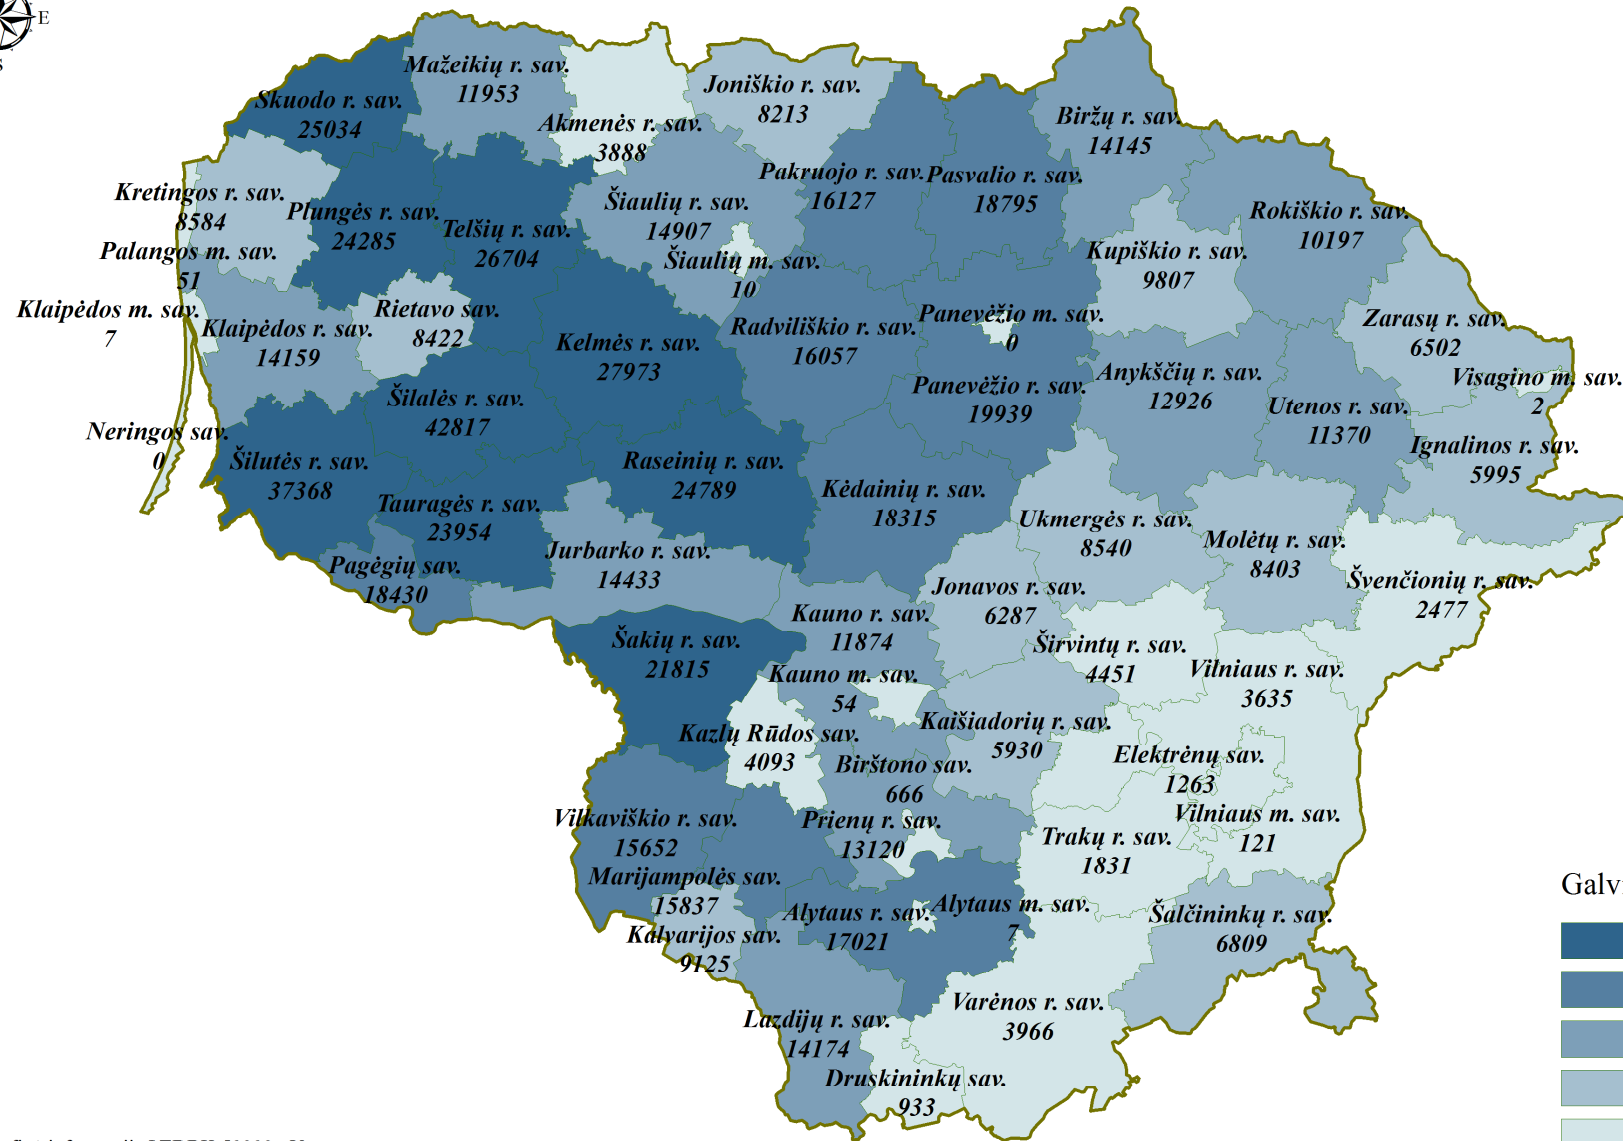 E
S
Mažeikių r. sav.
11953
Skuodo r. sav.
25034
Akmenės r. sav.
3888
Joniškio r. sav.
8213
Biržų r. sav.
14145
Pakruojo r. sav.
16127
Pasvalio r. sav.
18795
Kretingos r. sav.
8584
Plungės r. sav.
24285
Telšių r. sav.
26704
Šiaulių r. sav.
14907
Rokiškio r. sav.
10197
Palangos m. sav.
51
Šiaulių m. sav.
10
Kupiškio r. sav.
9807
Klaipėdos m. sav.
7
Klaipėdos r. sav.
14159
Rietavo sav.
8422
Kelmės r. sav.
27973
Radviliškio r. sav.
16057
Panevėžio m. sav.
0
Zarasų r. sav.
6502
Panevėžio r. sav.
19939
Anykščių r. sav.
12926
Visagino m. sav.
2
Utenos r. sav.
11370
Šilalės r. sav.
42817
Neringos sav.
0
Šilutės r. sav.
37368
Raseinių r. sav.
24789
Ignalinos r. sav.
5995
Tauragės r. sav.
23954
Kėdainių r. sav.
18315
Ukmergės r. sav.
8540
Molėtų r. sav.
8403
Pagėgių sav.
18430
Jurbarko r. sav.
14433
Švenčionių r. sav.
2477
Jonavos r. sav.
6287
Kauno r. sav.
11874
Šakių r. sav.
21815
Širvintų r. sav.
4451
Vilniaus r. sav.
3635
Kauno m. sav.
54
Kaišiadorių r. sav.
5930
Kazlų Rūdos sav.
4093
Birštono sav.
666
Elektrėnų sav.
1263
Vilkaviškio r. sav.
15652
Prienų r. sav.
13120
Vilniaus m. sav.
121
Trakų r. sav.
1831
Marijampolės sav.
15837
Galv
Alytaus r. sav.
17021
Alytaus m. sav.
7
Šalčininkų r. sav.
6809
Kalvarijos sav.
9125
Varėnos r. sav.
3966
Lazdijų r. sav.
14174
Druskininkų sav.
933